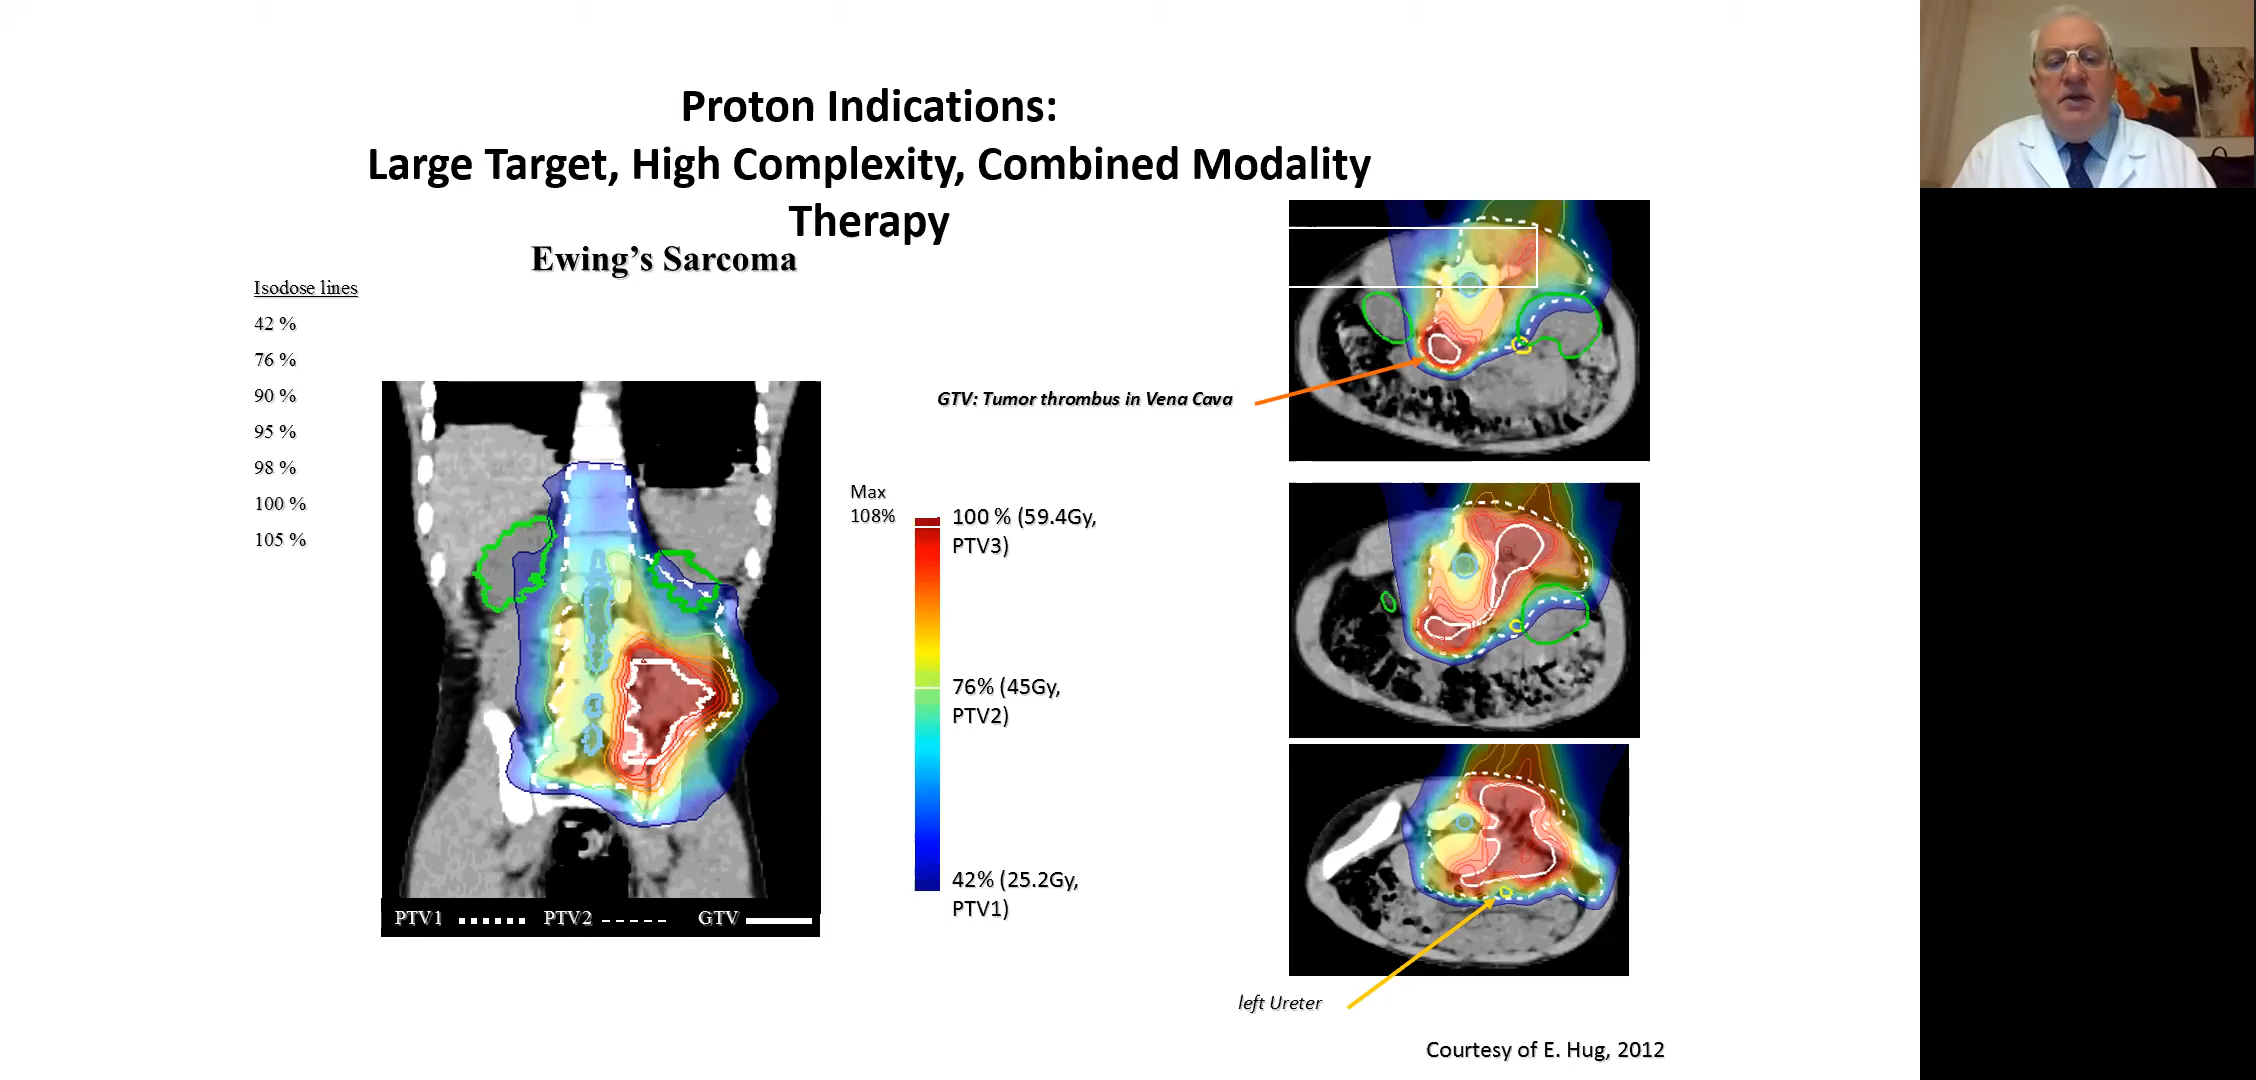 Proton Indications:
Large Target, High Complexity, Combined Modality
Therapy
Ewing's Sarcoma
Isodose lines
42 %
76 %
90 %
95 %
98 %
100 %
105 %
GTV: Tumor thrombus in Vena Cava
Max
108%
100 % (59.4Gy,
PTV3)
76% (45Gy,
PTV2)
42% (25.2Gy,
PTV1)
PTV1
PTV2
GTV
left Ureter
Courtesy of E. Hug, 2012